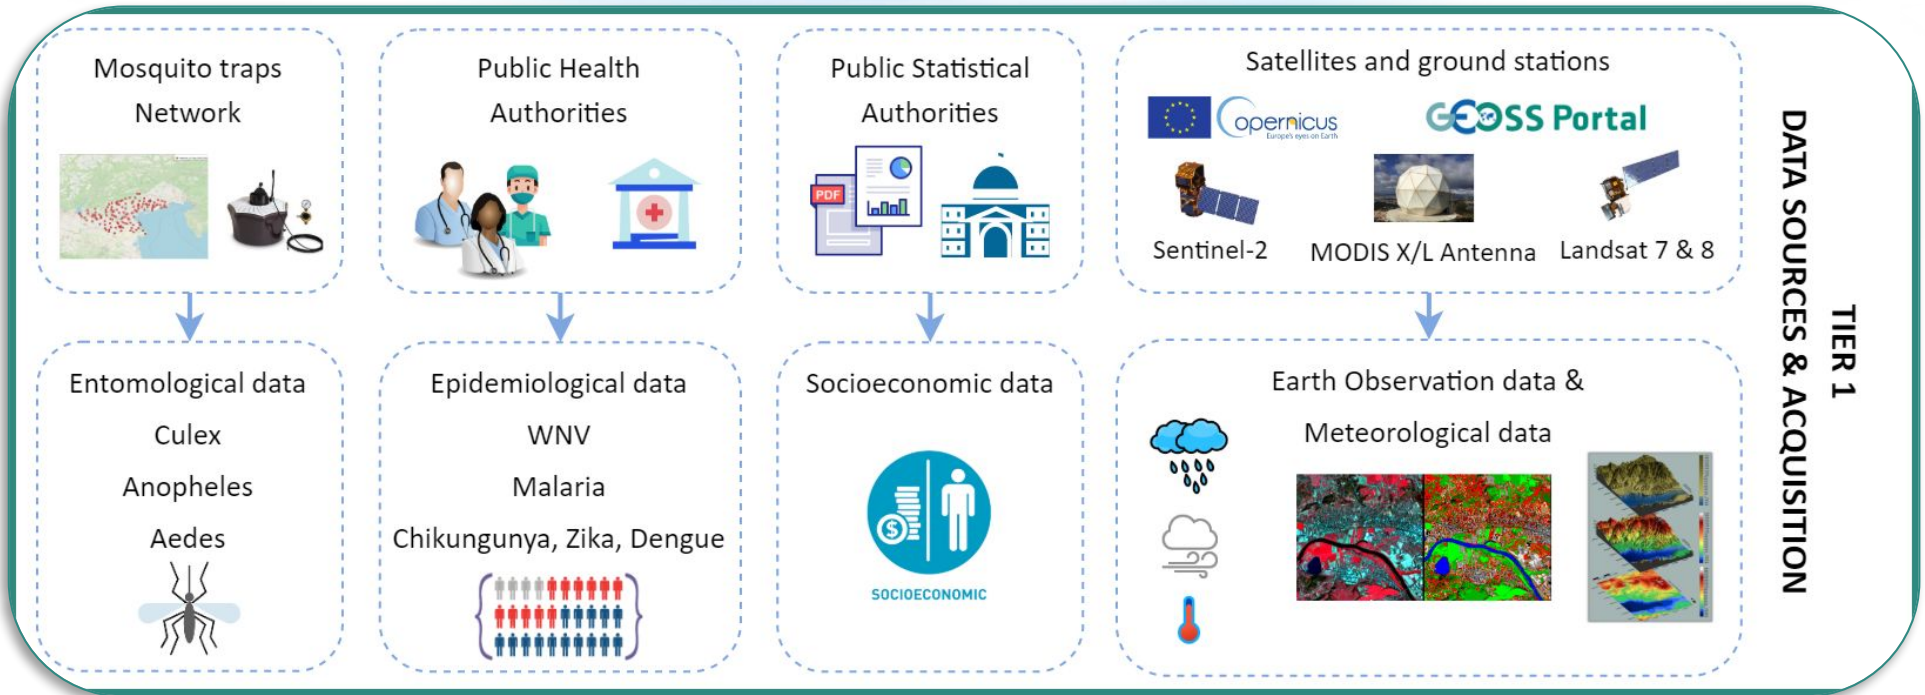 Mosquito traps
Network
Public Health
Authorities
Public Statistical
Authorities
PDF
Satellites and ground stations
Copernicus
Europe's eyes on Earth
GEOSS Portal
Sentinel-2
MODIS X/L Antenna
Landsat 7 & 8
Entomological data
Culex
Anopheles
Aedes
Epidemiological data
WNV
Malaria
Chikungunya, Zika, Dengue
Socioeconomic data
$
SOCIOECONOMIC
Earth Observation data &
Meteorological data
TIER 1
DATA SOURCES & ACQUISITION